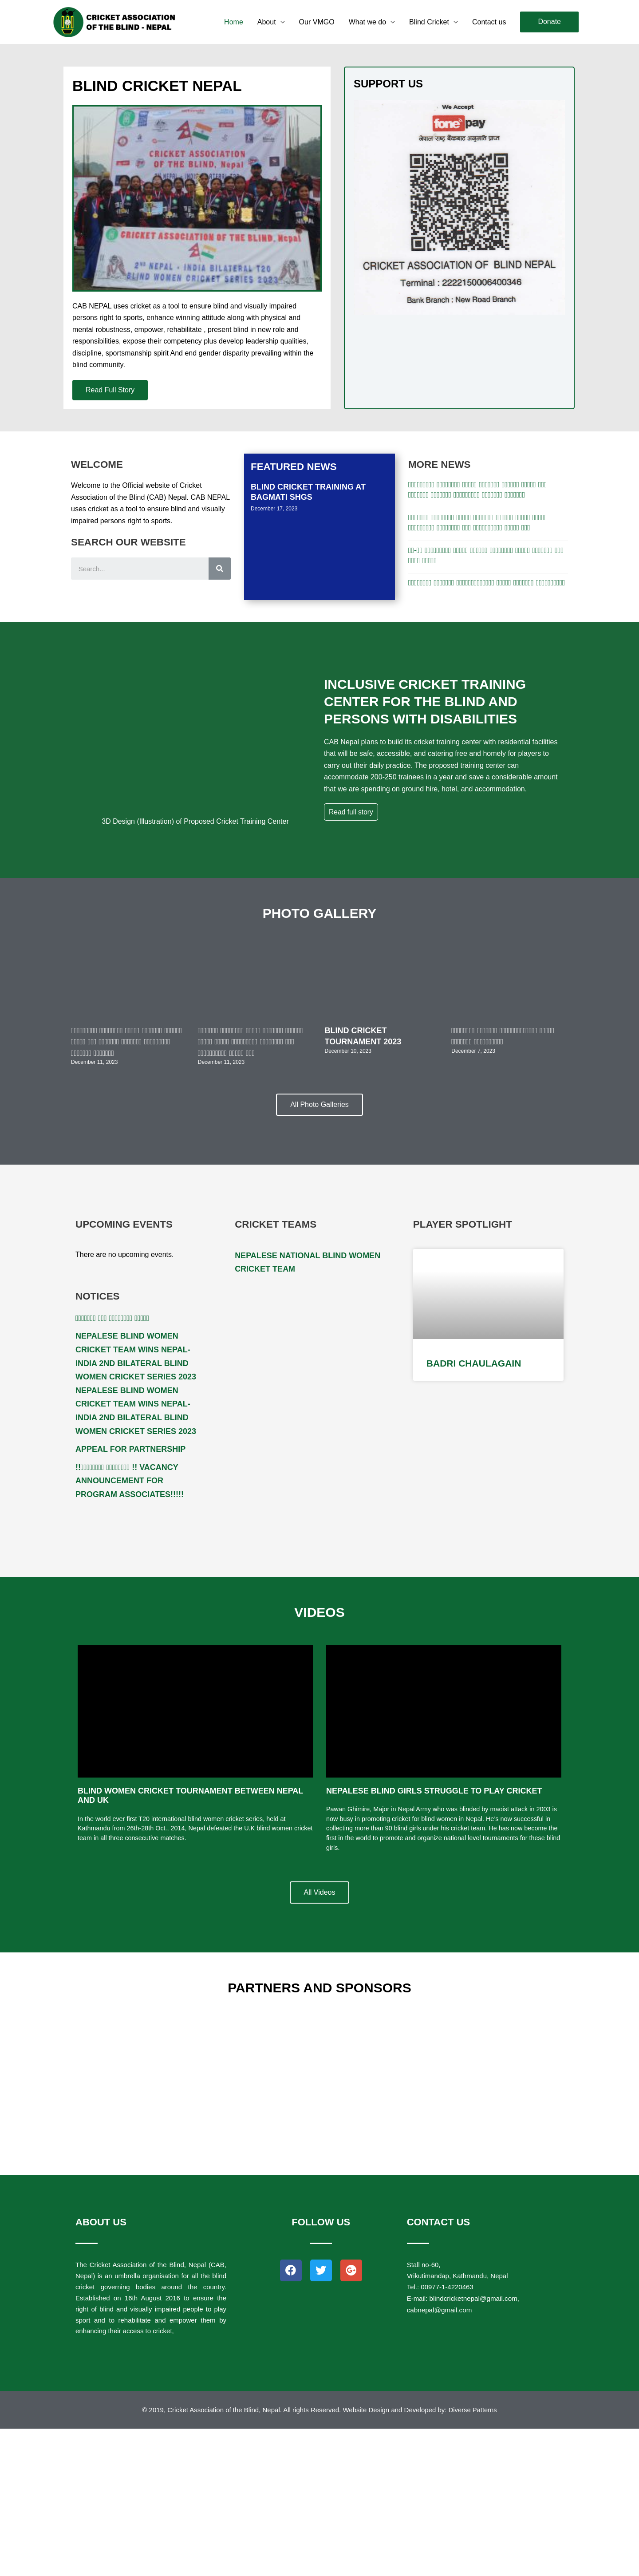 CRICKET ASSOCIATION
OF THE BLIND - NEPAL
Home
About
Our VMGO
What we do
Blind Cricket
Contact us
Donate
BLIND CRICKET NEPAL
CRICKET ASSOCIATION
OF THE BLIND, Nepal
CRICKET ASSOCIATION OF THE BLIND, Nepal
2ND NEPAL - INDIA BILATERAL T20
BLIND WOMEN CRICKET SERIES 2023
CAB NEPAL uses cricket as a tool to ensure blind and visually impaired
persons right to sports, enhance winning attitude along with physical and
mental robustness, empower, rehabilitate , present blind in new role and
responsibilities, expose their competency plus develop leadership qualities,
discipline, sportsmanship spirit And end gender disparity prevailing within the
blind community.
Read Full Story
SUPPORT US
We Accept
fonepay
CRICKET ASSOCIATION OF BLIND NEPAL
Terminal : 2222150006400346
Bank Branch : New Road Branch
WELCOME
Welcome to the Official website of Cricket
Association of the Blind (CAB) Nepal. CAB NEPAL
uses cricket as a tool to ensure blind and visually
impaired persons right to sports.
SEARCH OUR WEBSITE
Search...
FEATURED NEWS
BLIND CRICKET TRAINING AT
BAGMATI SHGS
December 17, 2023
MORE NEWS
INCLUSIVE CRICKET TRAINING
CENTER FOR THE BLIND AND
PERSONS WITH DISABILITIES
CAB Nepal plans to build its cricket training center with residential facilities
that will be safe, accessible, and catering free and homely for players to
carry out their daily practice. The proposed training center can
accommodate 200-250 trainees in a year and save a considerable amount
that we are spending on ground hire, hotel, and accommodation.
Read full story
3D Design (Illustration) of Proposed Cricket Training Center
PHOTO GALLERY
December 11, 2023
December 11, 2023
BLIND CRICKET
TOURNAMENT 2023
December 10, 2023
December 7, 2023
All Photo Galleries
UPCOMING EVENTS
There are no upcoming events.
NOTICES
NEPALESE BLIND WOMEN
CRICKET TEAM WINS NEPAL-
INDIA 2ND BILATERAL BLIND
WOMEN CRICKET SERIES 2023
NEPALESE BLIND WOMEN
CRICKET TEAM WINS NEPAL-
INDIA 2ND BILATERAL BLIND
WOMEN CRICKET SERIES 2023
APPEAL FOR PARTNERSHIP
!! !! VACANCY
ANNOUNCEMENT FOR
PROGRAM ASSOCIATES!!!!!
CRICKET TEAMS
NEPALESE NATIONAL BLIND WOMEN
CRICKET TEAM
PLAYER SPOTLIGHT
BADRI CHAULAGAIN
VIDEOS
BLIND WOMEN CRICKET TOURNAMENT BETWEEN NEPAL
AND UK
In the world ever first T20 international blind women cricket series, held at
Kathmandu from 26th-28th Oct., 2014, Nepal defeated the U.K blind women cricket
team in all three consecutive matches.
NEPALESE BLIND GIRLS STRUGGLE TO PLAY CRICKET
Pawan Ghimire, Major in Nepal Army who was blinded by maoist attack in 2003 is
now busy in promoting cricket for blind women in Nepal. He's now successful in
collecting more than 90 blind girls under his cricket team. He has now become the
first in the world to promote and organize national level tournaments for these blind
girls.
All Videos
PARTNERS AND SPONSORS
ABOUT US
The Cricket Association of the Blind, Nepal (CAB,
Nepal) is an umbrella organisation for all the blind
cricket governing bodies around the country.
Established on 16th August 2016 to ensure the
right of blind and visually impaired people to play
sport and to rehabilitate and empower them by
enhancing their access to cricket,
FOLLOW US
CONTACT US
Stall no-60,
Vrikutimandap, Kathmandu, Nepal
Tel.: 00977-1-4220463
E-mail: blindcricketnepal@gmail.com,
cabnepal@gmail.com
© 2019, Cricket Association of the Blind, Nepal. All rights Reserved. Website Design and Developed by: Diverse Patterns